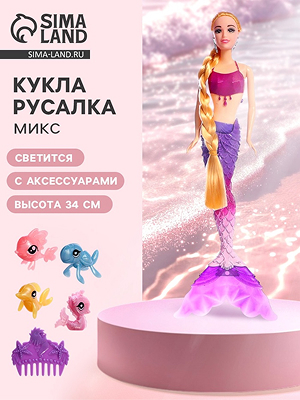 SIMA
LAND
SIMA-LAND.RU
КУКЛА
РУСАЛКА
МИКС
СВЕТИТСЯ
С АКСЕССУАРАМИ
ВЫСОТА 34 СМ